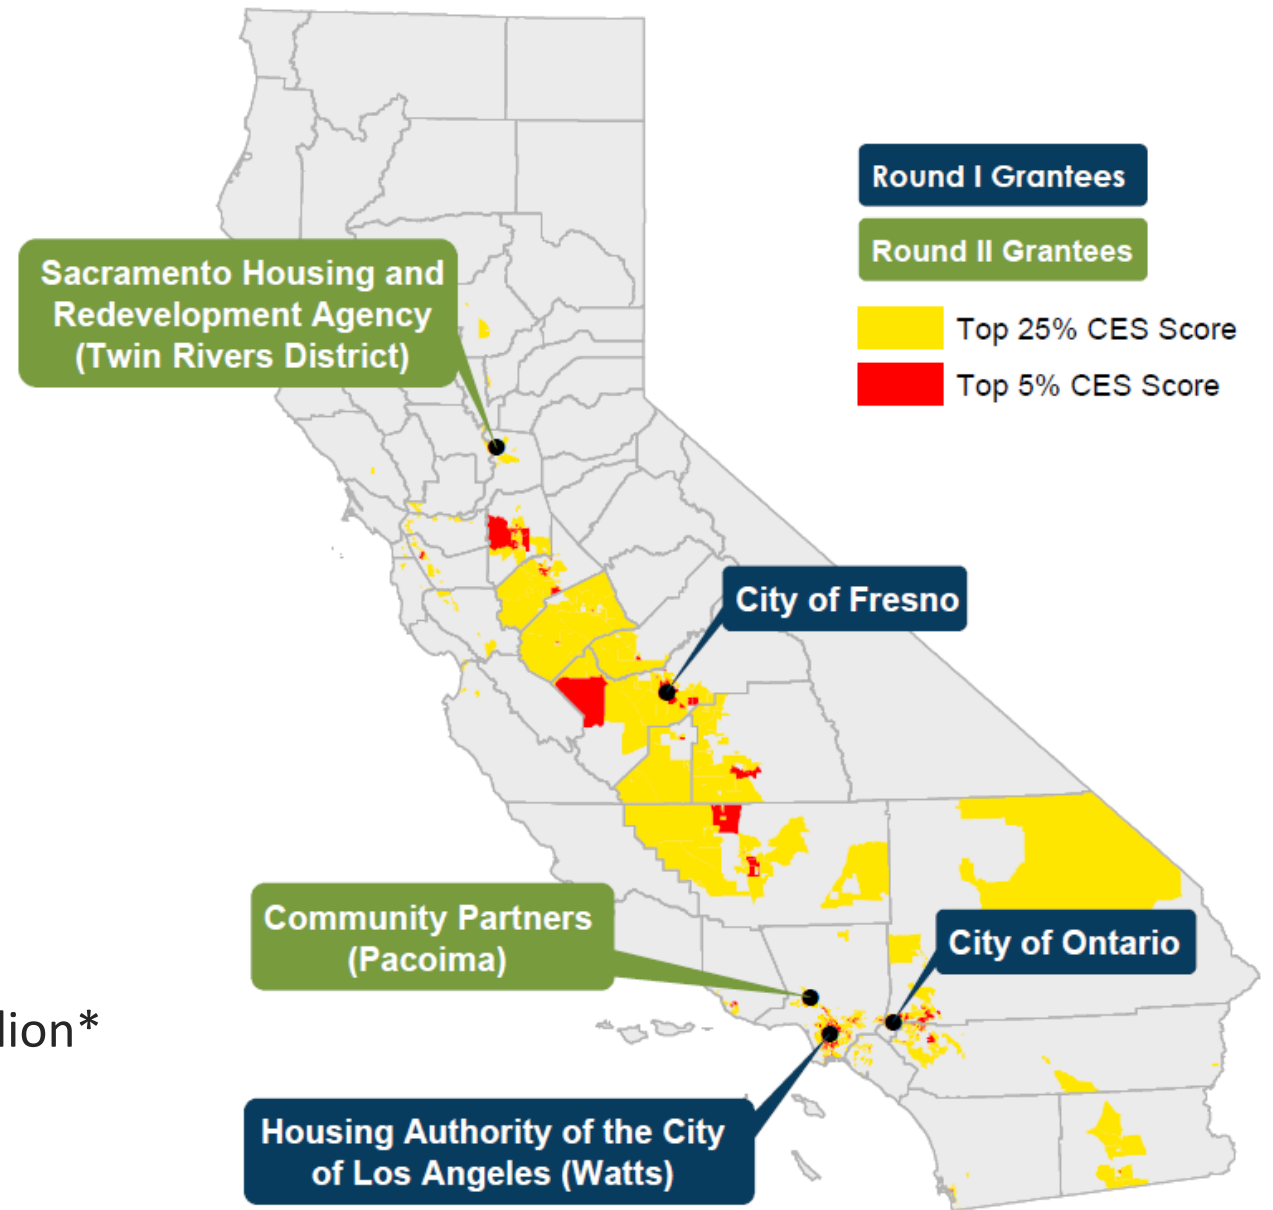 Round I Grantees
Round II Grantees
Top 25% CES Score
Top 5% CES Score
Sacramento Housing and
Redevelopment Agency
(Twin Rivers District)
City of Fresno
Community Partners
(Pacoima)
City of Ontario
lion*
Housing Authority of the City
of Los Angeles (Watts)